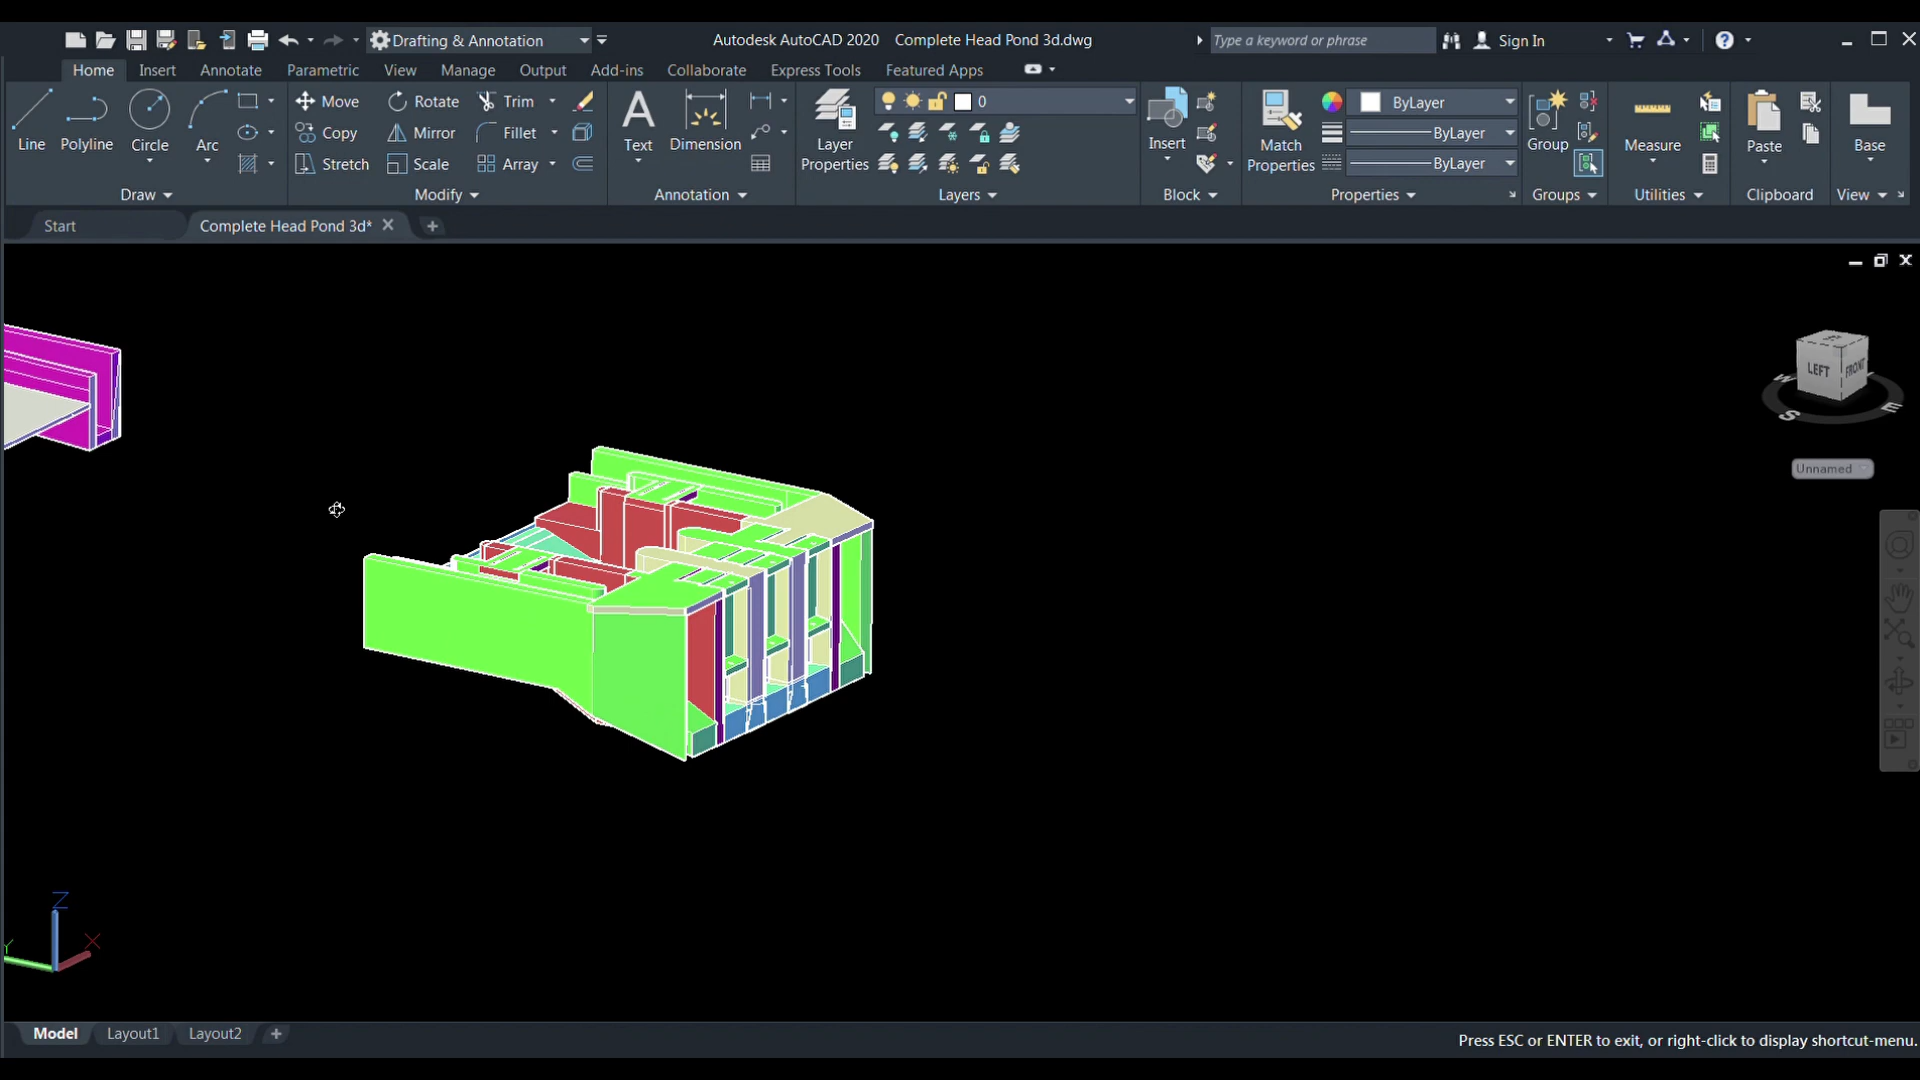 Drafting & Annotation Autodesk AutoCAD 2020 Complete Head Pond 3d.dwg Type a keyword or phrase Sign In
Home Insert Annotate Parametric View Manage Output Add-ins Collaborate Express Tools Featured Apps
Line Polyline Circle Arc
Move Rotate Trim
Copy Mirror Fillet
Stretch Scale Array
Text Dimension
Layer Properties
0
Insert
Match Properties
ByLayer
ByLayer
ByLayer
Group
Measure
Paste
Base
Draw Modify Annotation Layers Block Properties Groups Utilities Clipboard View
Start Complete Head Pond 3d*
LEFT FRONT
W S E
Unnamed
Z
Y X
Model Layout1 Layout2
Press ESC or ENTER to exit, or right-click to display shortcut-menu.